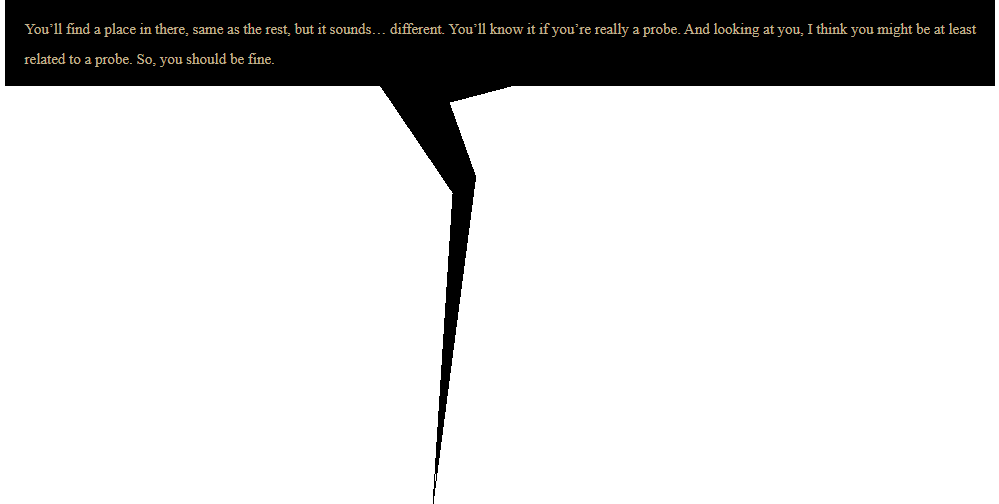 You’ll find a place in there, same as the rest, but it sounds… different. You’ll know it if you’re really a probe. And looking at you, I think you might be at least
related to a probe. So, you should be fine.